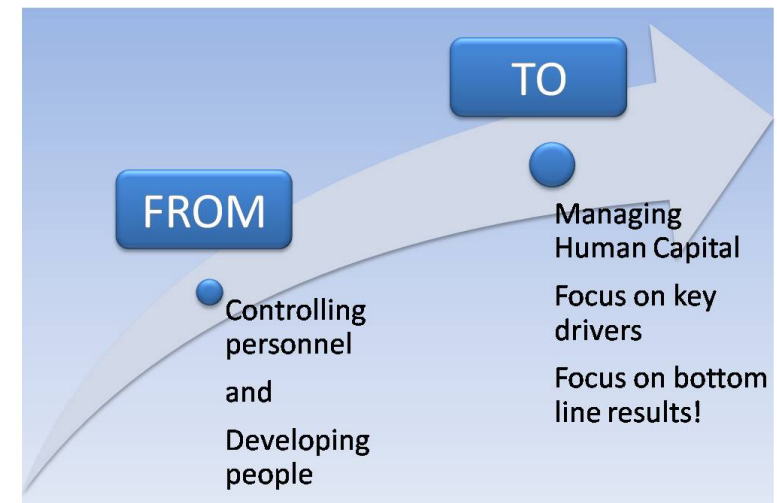 FROM
Controlling
personnel
and
Developing
people
TO
Managing
Human Capital
Focus on key
drivers
Focus on bottom
line results!